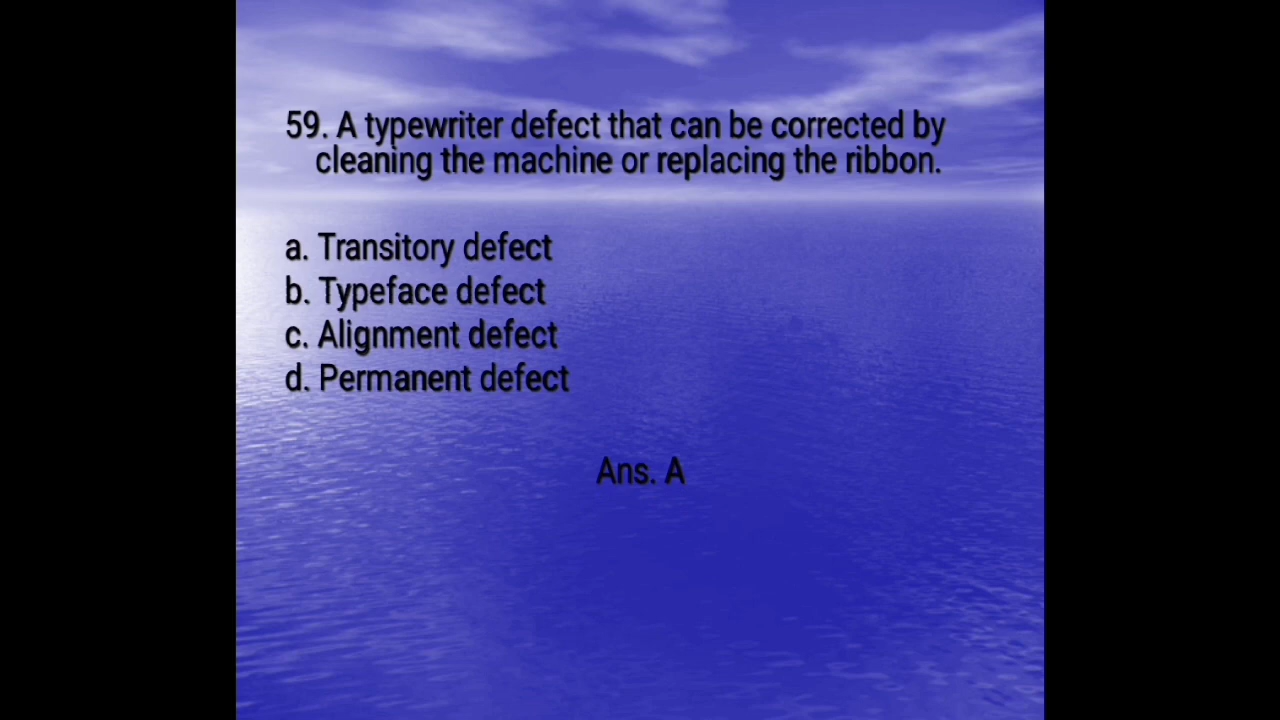 59. A typewriter defect that can be corrected by
cleaning the machine or replacing the ribbon.
a. Transitory defect
b. Typeface defect
c. Alignment defect
d. Permanent defect
Ans. A